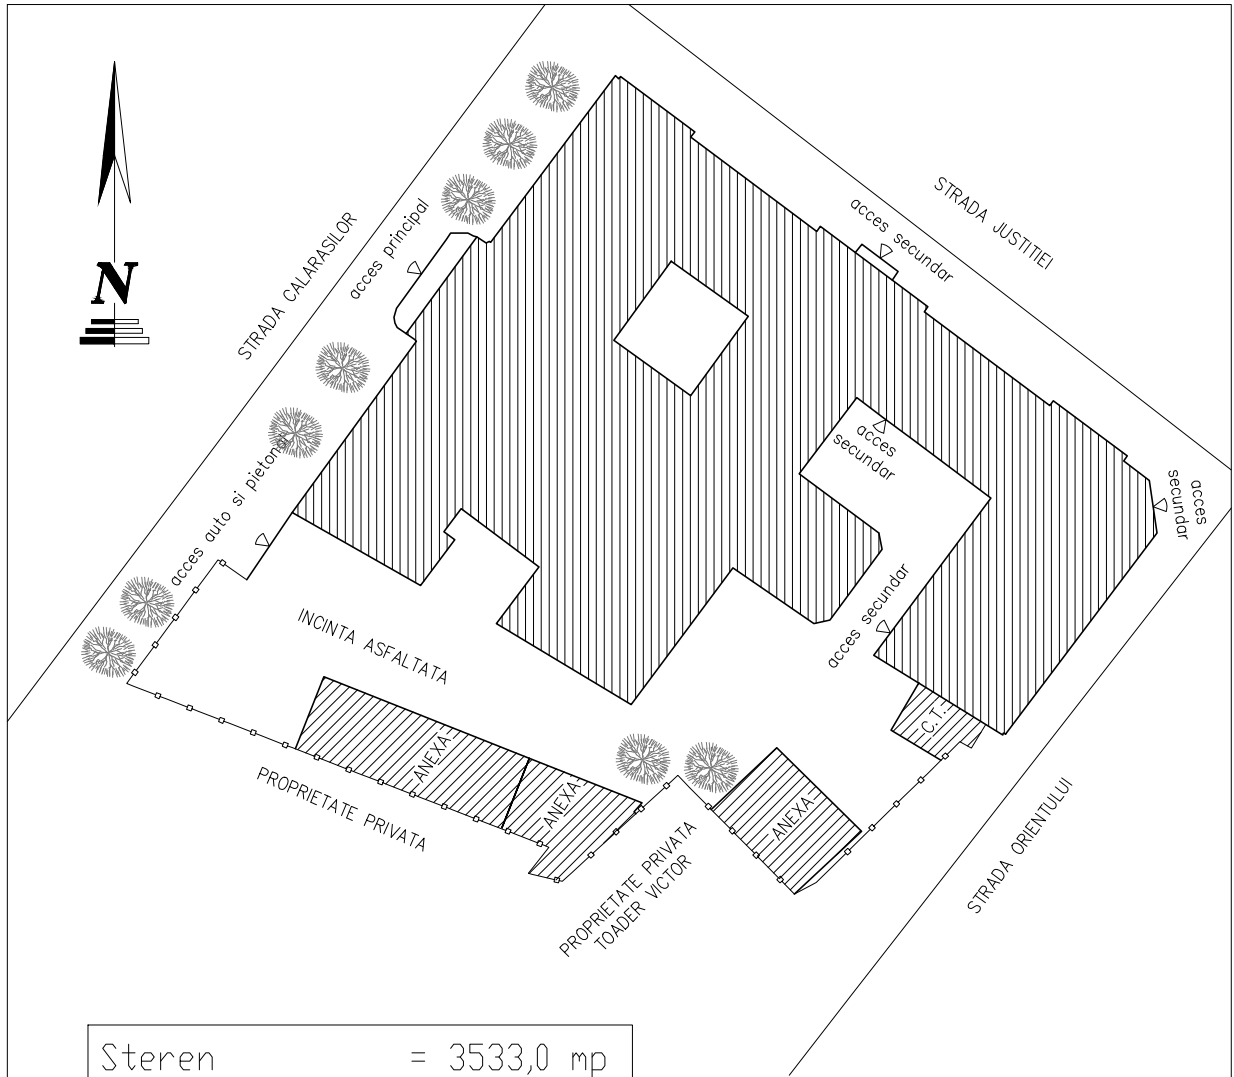 STRADA JUSTITIEI
acces secundar
acces principal
STRADA CALARASILOR
N
acces
secundar
acces
secundar
acces auto si pietonal
acces secundar
INCINTA ASFALTATA
C.T.
ANEXA
ANEXA
ANEXA
PROPRIETATE PRIVATA
PROPRIETATE PRIVATA
TOADER VICTOR
STRADA ORIENTULUI
Steren = 3533,0 mp